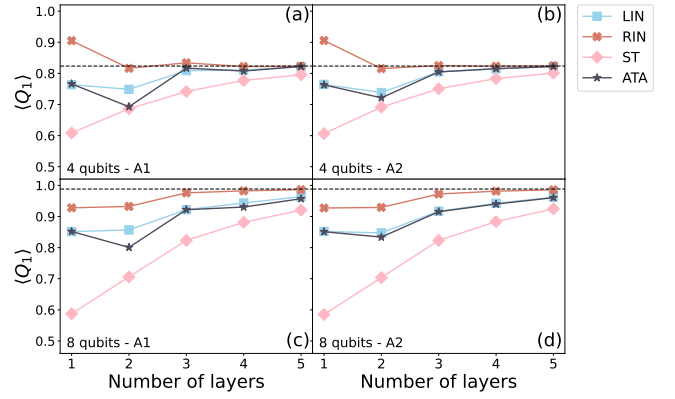 (a)
(b)
LIN
RIN
ST
ATA
1.0
0.9
0.8
0.7
0.6
0.5
⟨Q₁⟩
4 qubits - A1
4 qubits - A2
1.0
0.9
0.8
0.7
0.6
0.5
⟨Q₁⟩
8 qubits - A1
(c)
8 qubits - A2
(d)
1 2 3 4 5
1 2 3 4 5
Number of layers
Number of layers